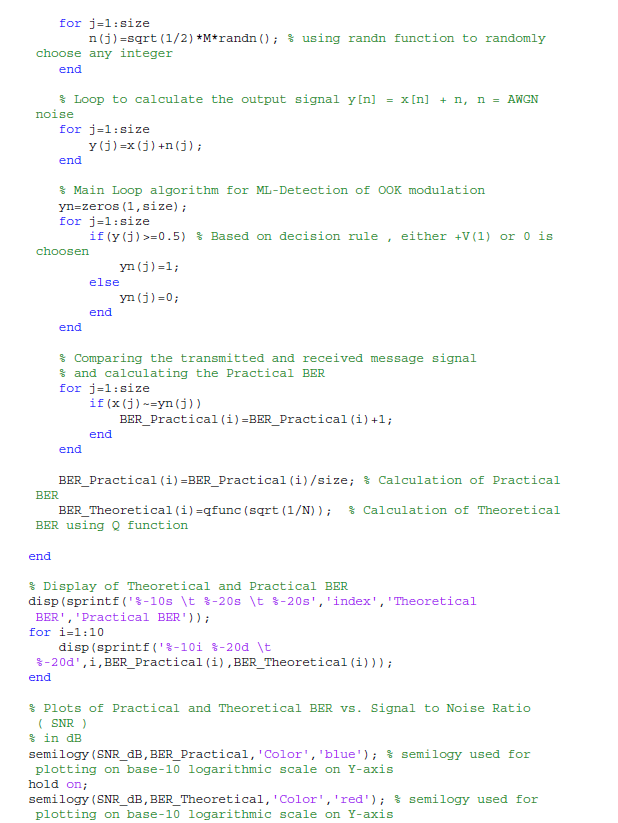 for j=1:size
n(j)=sqrt(1/2)*M*randn(); % using randn function to randomly
choose any integer
end
% Loop to calculate the output signal y[n] = x[n] + n, n = AWGN
noise
for j=1:size
y(j)=x(j)+n(j);
end
% Main Loop algorithm for ML-Detection of OOK modulation
yn=zeros(1,size);
for j=1:size
if(y(j)>=0.5) % Based on decision rule , either +V(1) or 0 is
choosen
yn(j)=1;
else
yn(j)=0;
end
end
% Comparing the transmitted and received message signal
% and calculating the Practical BER
for j=1:size
if(x(j)~=yn(j))
BER_Practical(i)=BER_Practical(i)+1;
end
end
BER_Practical(i)=BER_Practical(i)/size; % Calculation of Practical
BER
BER_Theoretical(i)=qfunc(sqrt(1/N)); % Calculation of Theoretical
BER using Q function
end
% Display of Theoretical and Practical BER
disp(sprintf('%-10s \t %-20s \t %-20s','index','Theoretical
BER','Practical BER'));
for i=1:10
disp(sprintf('%-10i %-20d \t
%-20d',i,BER_Practical(i),BER_Theoretical(i)));
end
% Plots of Practical and Theoretical BER vs. Signal to Noise Ratio
( SNR )
% in dB
semilogy(SNR_dB,BER_Practical,'Color','blue'); % semilogy used for
plotting on base-10 logarithmic scale on Y-axis
hold on;
semilogy(SNR_dB,BER_Theoretical,'Color','red'); % semilogy used for
plotting on base-10 logarithmic scale on Y-axis